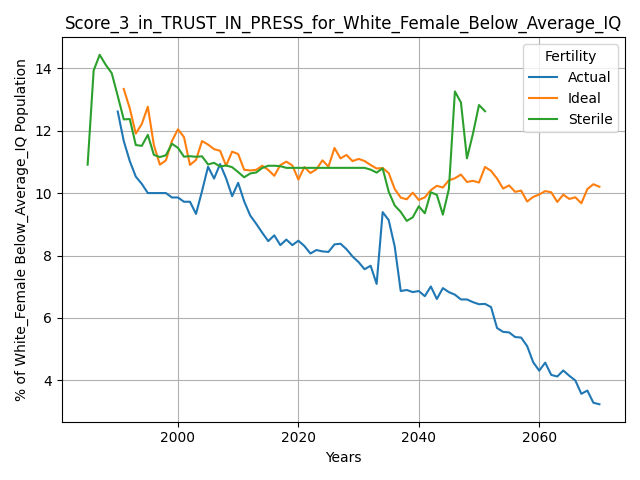 Score_3_in_TRUST_IN_PRESS_for_White_Female_Below_Average_IQ
Fertility
Actual
Ideal
Sterile
% of White_Female Below_Average_IQ Population
14
12
10
8
6
4
2000
2020
2040
2060
Years